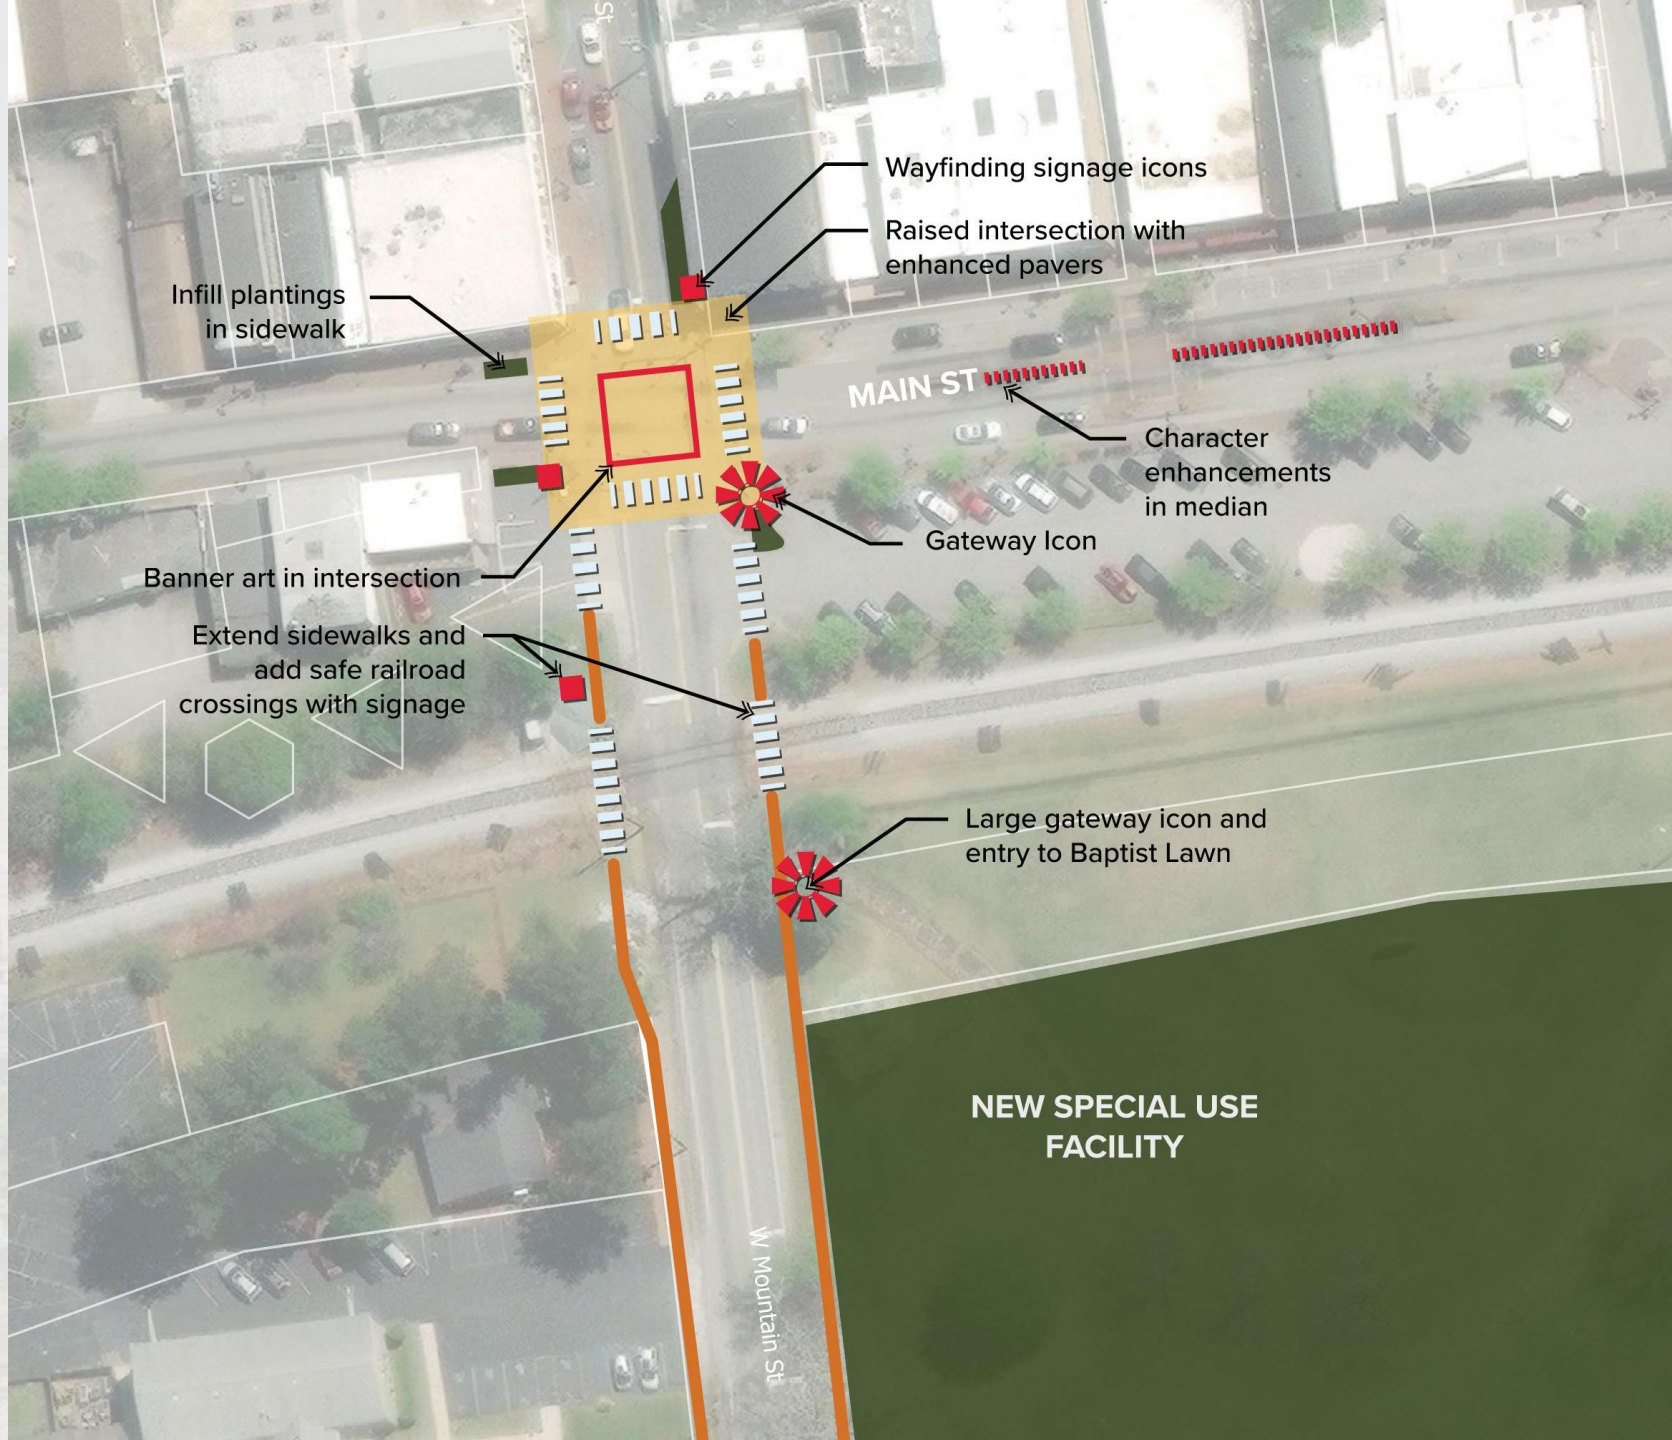 St
Wayfinding signage icons
Raised intersection with
enhanced pavers
Infill plantings
in sidewalk
MAIN ST
Character
enhancements
in median
Gateway Icon
Banner art in intersection
Extend sidewalks and
add safe railroad
crossings with signage
Large gateway icon and
entry to Baptist Lawn
NEW SPECIAL USE
FACILITY
W Mountain St